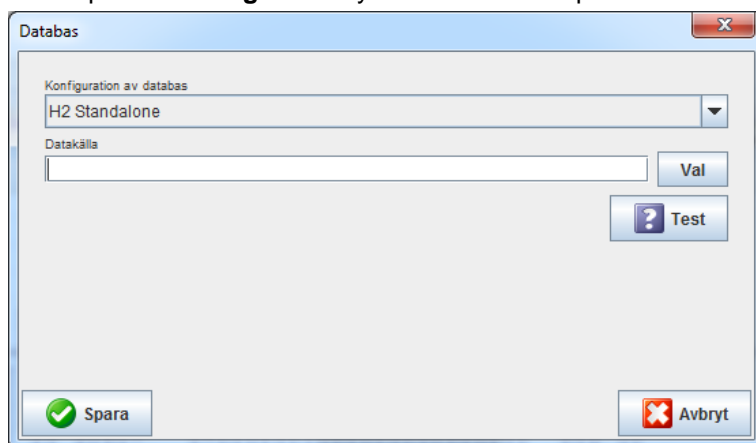 Databas
Konfiguration av databas
H2 Standalone
Datakälla
Val
Test
Spara
Avbryt